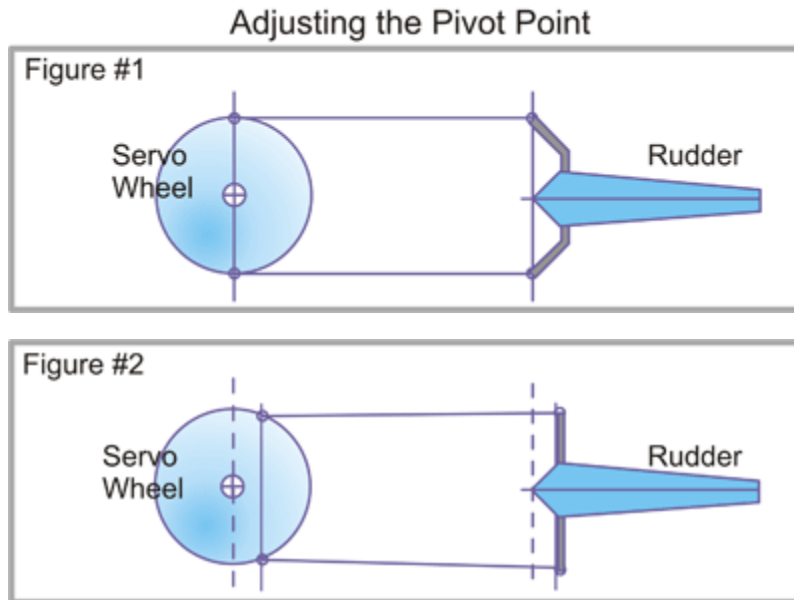 Adjusting the Pivot Point
Figure #1
Servo
Wheel
Rudder
Figure #2
Servo
Wheel
Rudder